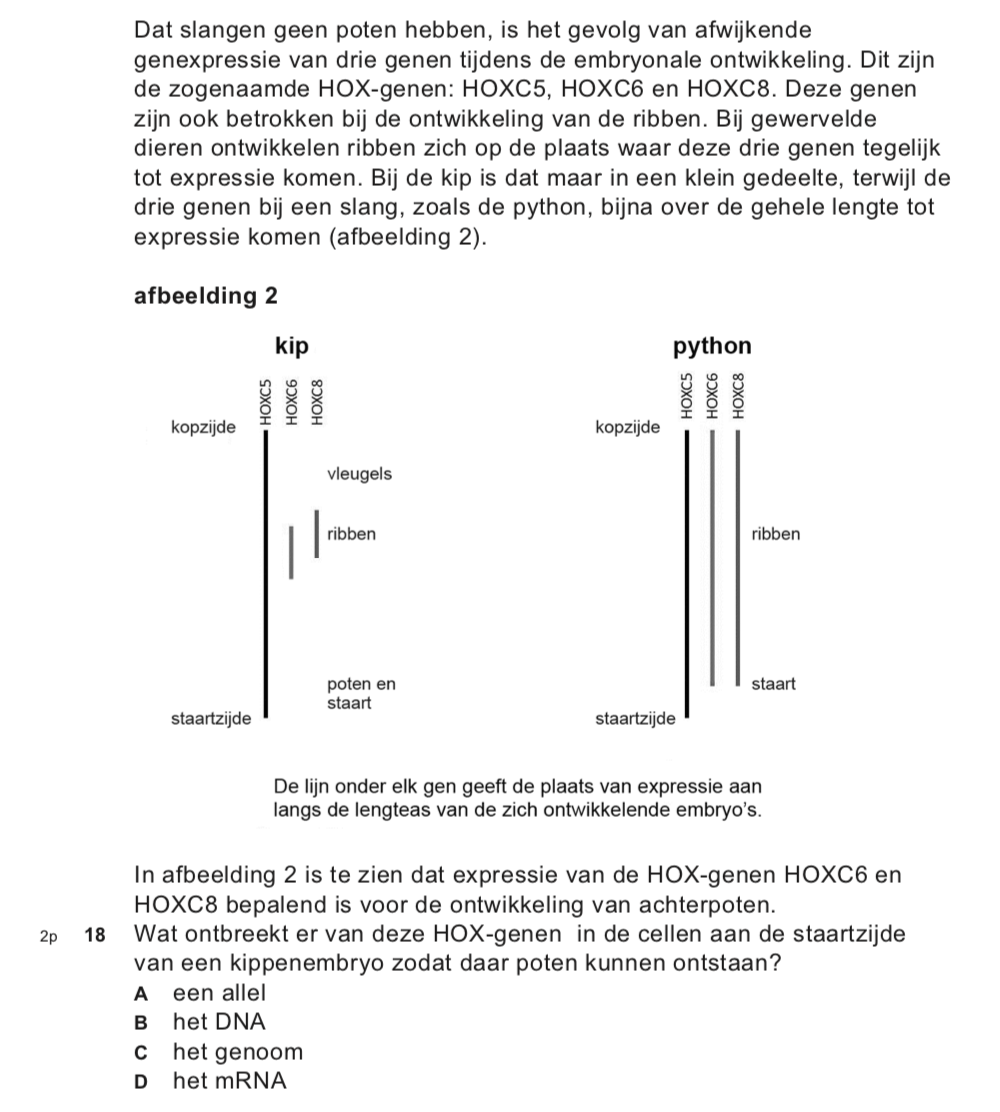 Dat slangen geen poten hebben, is het gevolg van afwijkende
genexpressie van drie genen tijdens de embryonale ontwikkeling. Dit zijn
de zogenaamde HOX-genen: HOXC5, HOXC6 en HOXC8. Deze genen
zijn ook betrokken bij de ontwikkeling van de ribben. Bij gewervelde
dieren ontwikkelen ribben zich op de plaats waar deze drie genen tegelijk
tot expressie komen. Bij de kip is dat maar in een klein gedeelte, terwijl de
drie genen bij een slang, zoals de python, bijna over de gehele lengte tot
expressie komen (afbeelding 2).
afbeelding 2
kip
HOXC5
HOXC6
HOXC8
kopzijde
vleugels
ribben
poten en
staart
staartzijde
python
HOXC5
HOXC6
HOXC8
kopzijde
ribben
staart
staartzijde
De lijn onder elk gen geeft de plaats van expressie aan
langs de lengteas van de zich ontwikkelende embryo's.
In afbeelding 2 is te zien dat expressie van de HOX-genen HOXC6 en
HOXC8 bepalend is voor de ontwikkeling van achterpoten.
2p 18 Wat ontbreekt er van deze HOX-genen in de cellen aan de staartzijde
van een kippenembryo zodat daar poten kunnen ontstaan?
A een allel
B het DNA
C het genoom
D het mRNA